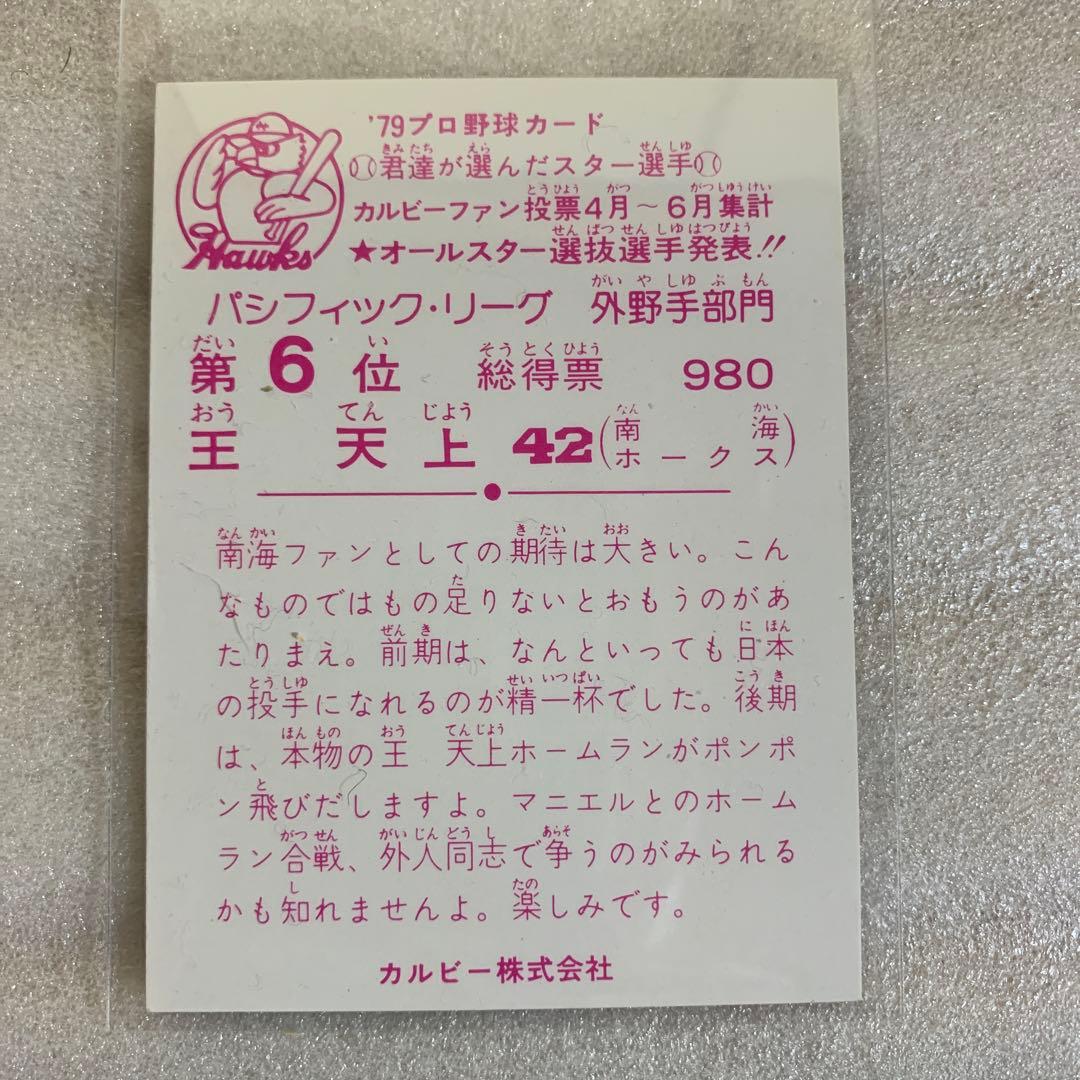 Hawks
'79プロ野球カード
君達が選んだスター選手
カルビーファン投票4月～6月集計
★オールスター選抜選手発表!!
パシフィック・リーグ 外野手部門
第6位 総得票 980
王 天上 42(南海ホークス)
南海ファンとしての期待は大きい。こん
なものではもの足りないとおもうのがあ
たりまえ。前期は、なんといっても日本
の投手になれるのが精一杯でした。後期
は、本物の王 天上ホームランがポンポ
ン飛びだしますよ。マニエルとのホーム
ラン合戦、外人同志で争うのがみられる
かも知れませんよ。楽しみです。
カルビー株式会社